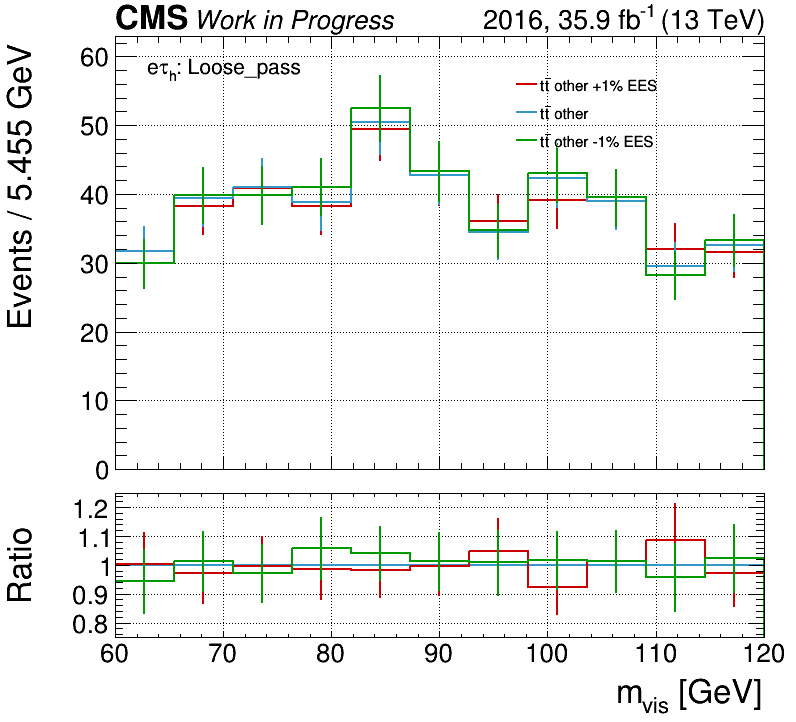 CMS Work in Progress 2016, 35.9 fb⁻¹ (13 TeV)
eτₕ: Loose_pass
tt̄ other +1% EES
tt̄ other
tt̄ other -1% EES
Events / 5.455 GeV
60
50
40
30
20
10
0
Ratio
1.2
1.1
1
0.9
0.8
60 70 80 90 100 110 120
m_vis [GeV]